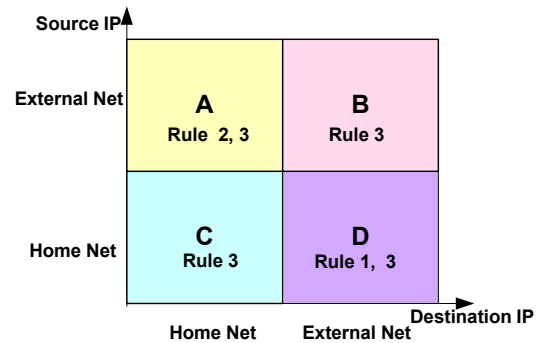 Source IP
External Net
A
Rule 2, 3
B
Rule 3
Home Net
C
Rule 3
D
Rule 1, 3
Destination IP
Home Net
External Net